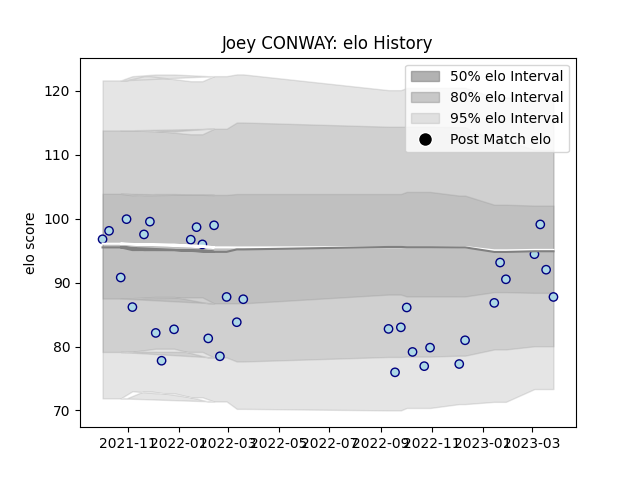 Joey CONWAY: elo History
50% elo Interval
80% elo Interval
95% elo Interval
Post Match elo
elo score
120
110
100
90
80
70
2021-11 2022-01 2022-03 2022-05 2022-07 2022-09 2022-11 2023-01 2023-03